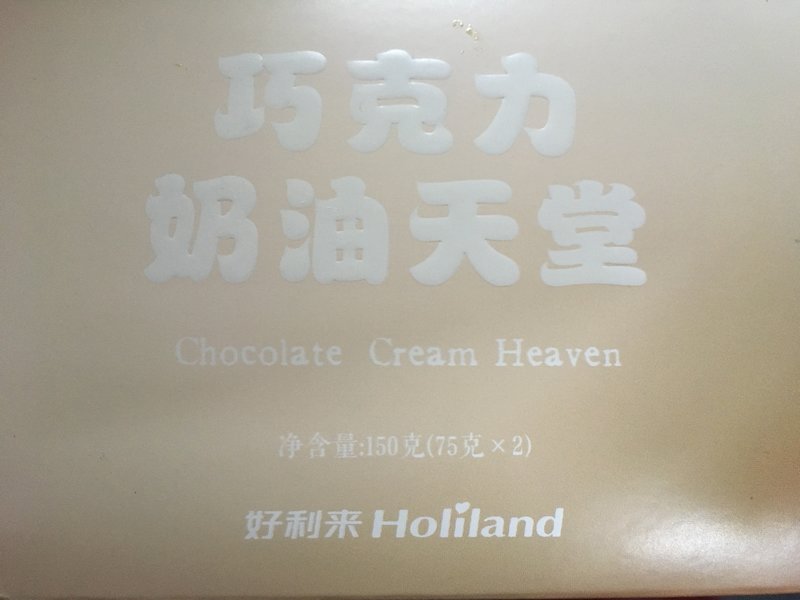 巧克力
奶油天堂
Chocolate Cream Heaven
净含量:150克(75克×2)
好利来 Holiland